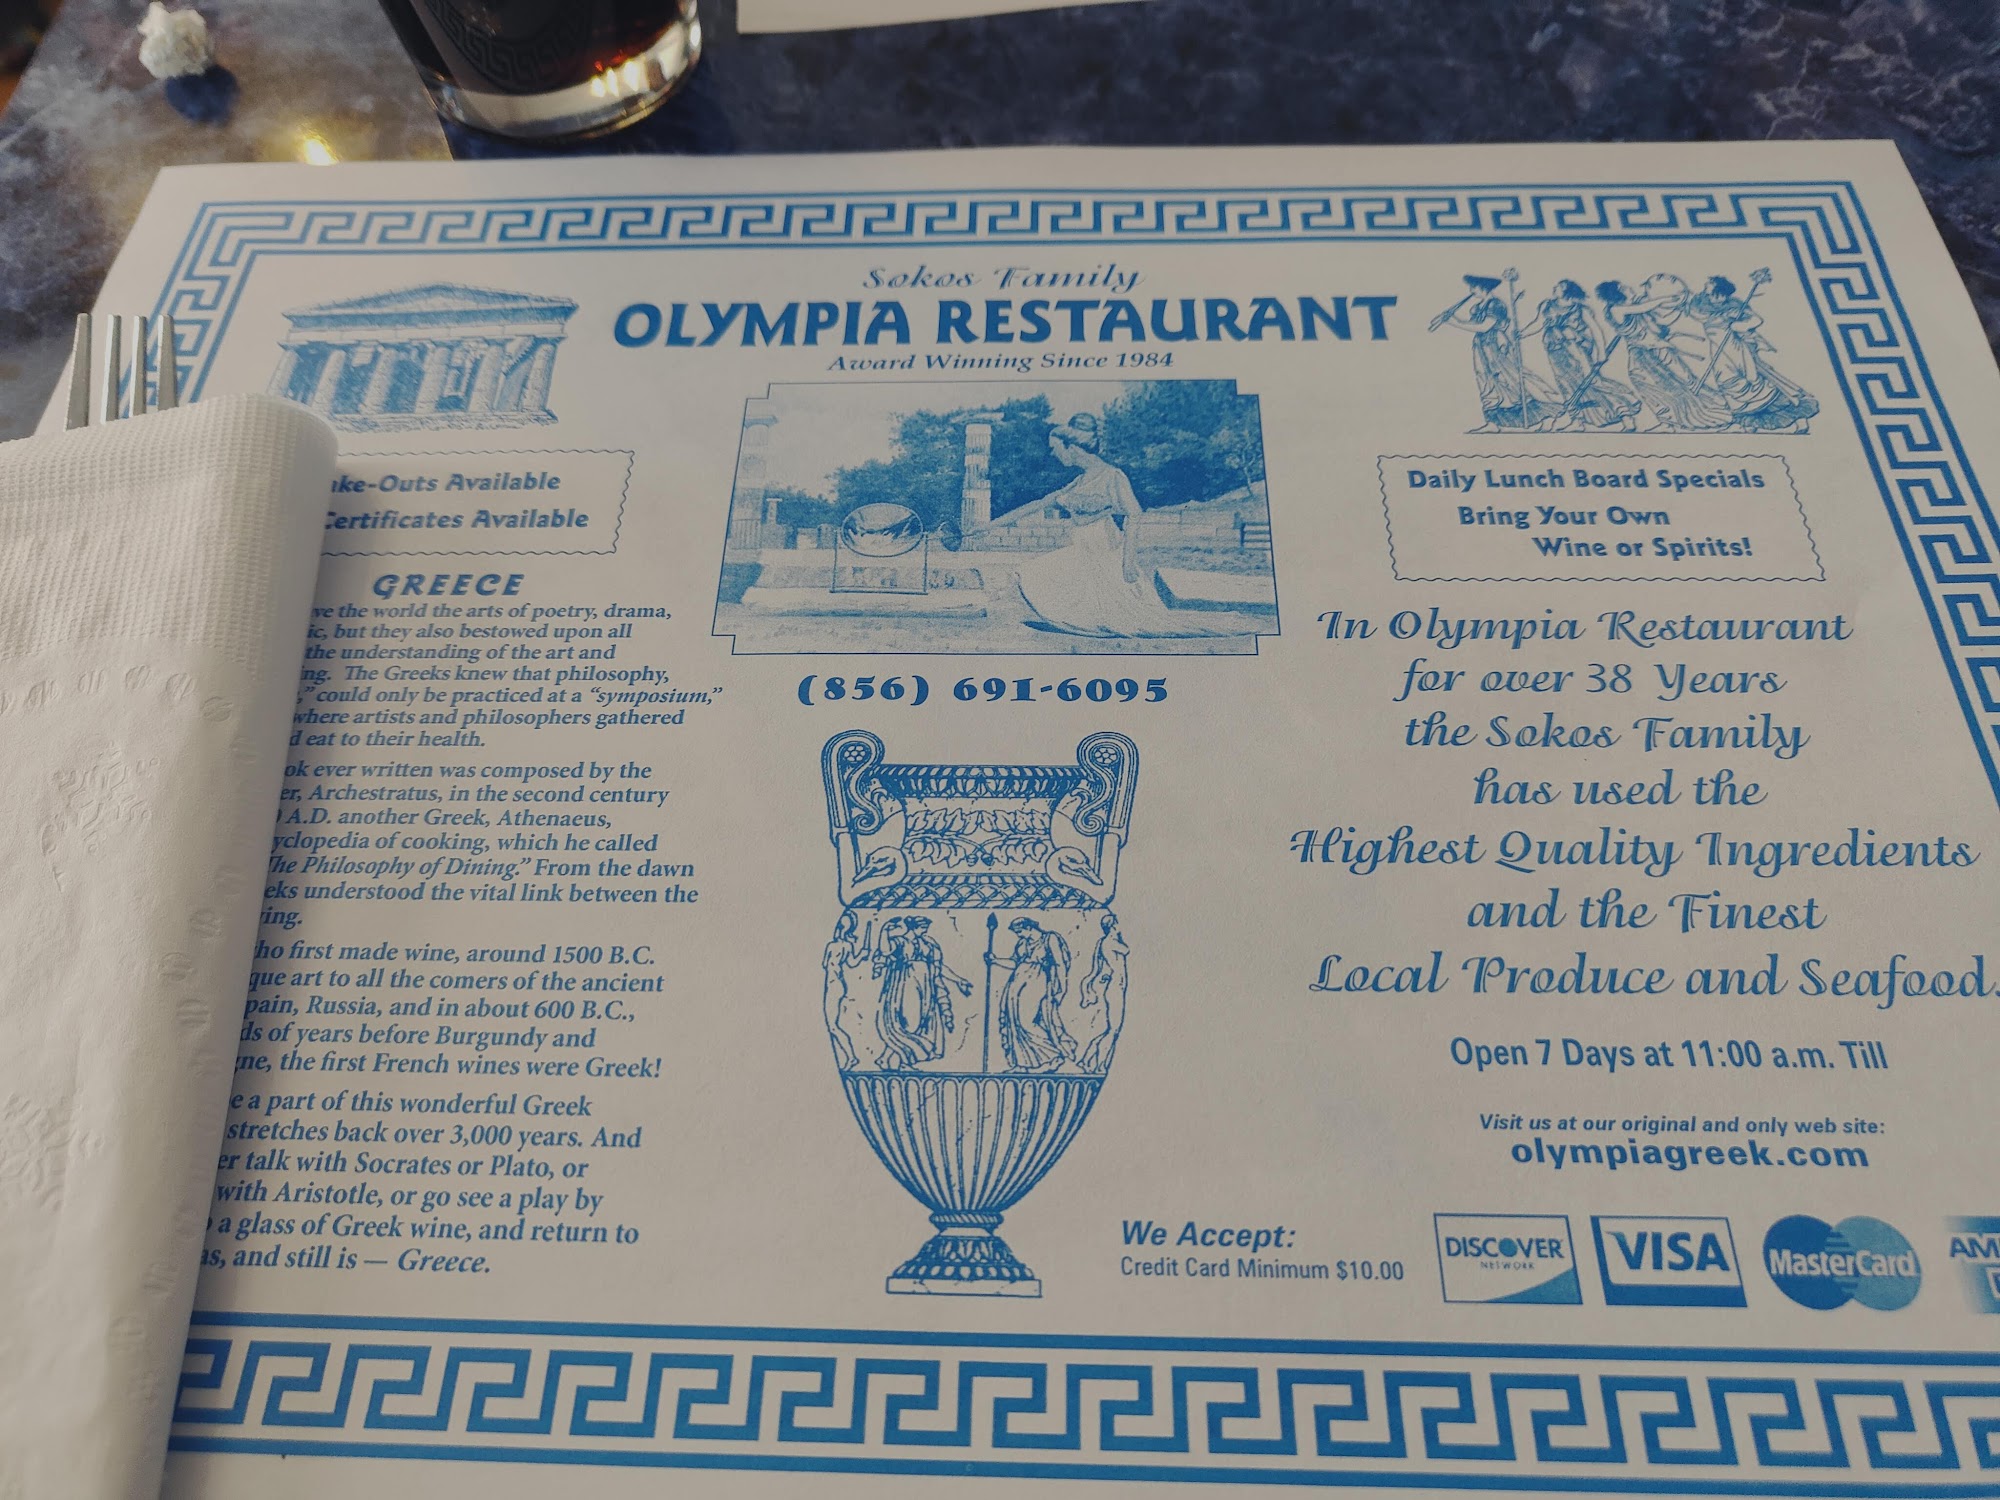 Sokos Family
OLYMPIA RESTAURANT
Award Winning Since 1984
ke-Outs Available
Certificates Available
GREECE
ve the world the arts of poetry, drama,
ic, but they also bestowed upon all
the understanding of the art and
ng. The Greeks knew that philosophy,
," could only be practiced at a "symposium,"
where artists and philosophers gathered
d eat to their health.
ok ever written was composed by the
er, Archestratus, in the second century
A.D. another Greek, Athenaeus,
yclopedia of cooking, which he called
The Philosophy of Dining." From the dawn
eks understood the vital link between the
ing.
ho first made wine, around 1500 B.C.
que art to all the comers of the ancient
pain, Russia, and in about 600 B.C.,
ds of years before Burgundy and
ne, the first French wines were Greek!
e a part of this wonderful Greek
stretches back over 3,000 years. And
er talk with Socrates or Plato, or
with Aristotle, or go see a play by
a glass of Greek wine, and return to
as, and still is — Greece.
(856) 691-6095
Daily Lunch Board Specials
Bring Your Own
Wine or Spirits!
In Olympia Restaurant
for over 38 Years
the Sokos Family
has used the
Highest Quality Ingredients
and the Finest
Local Produce and Seafood.
Open 7 Days at 11:00 a.m. Till
Visit us at our original and only web site:
olympiagreek.com
We Accept:
Credit Card Minimum $10.00
DISCOVER
NETWORK
VISA
MasterCard
AM